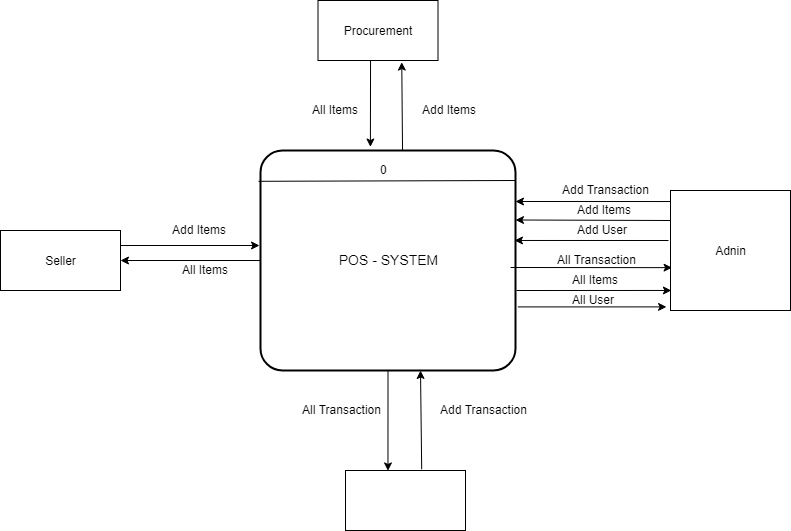 Procurement
All Items
Add Items
0
Add Transaction
Add Items
Add User
Adnin
Add Items
Seller
POS - SYSTEM
All Transaction
All Items
All Items
All User
All Transaction
Add Transaction